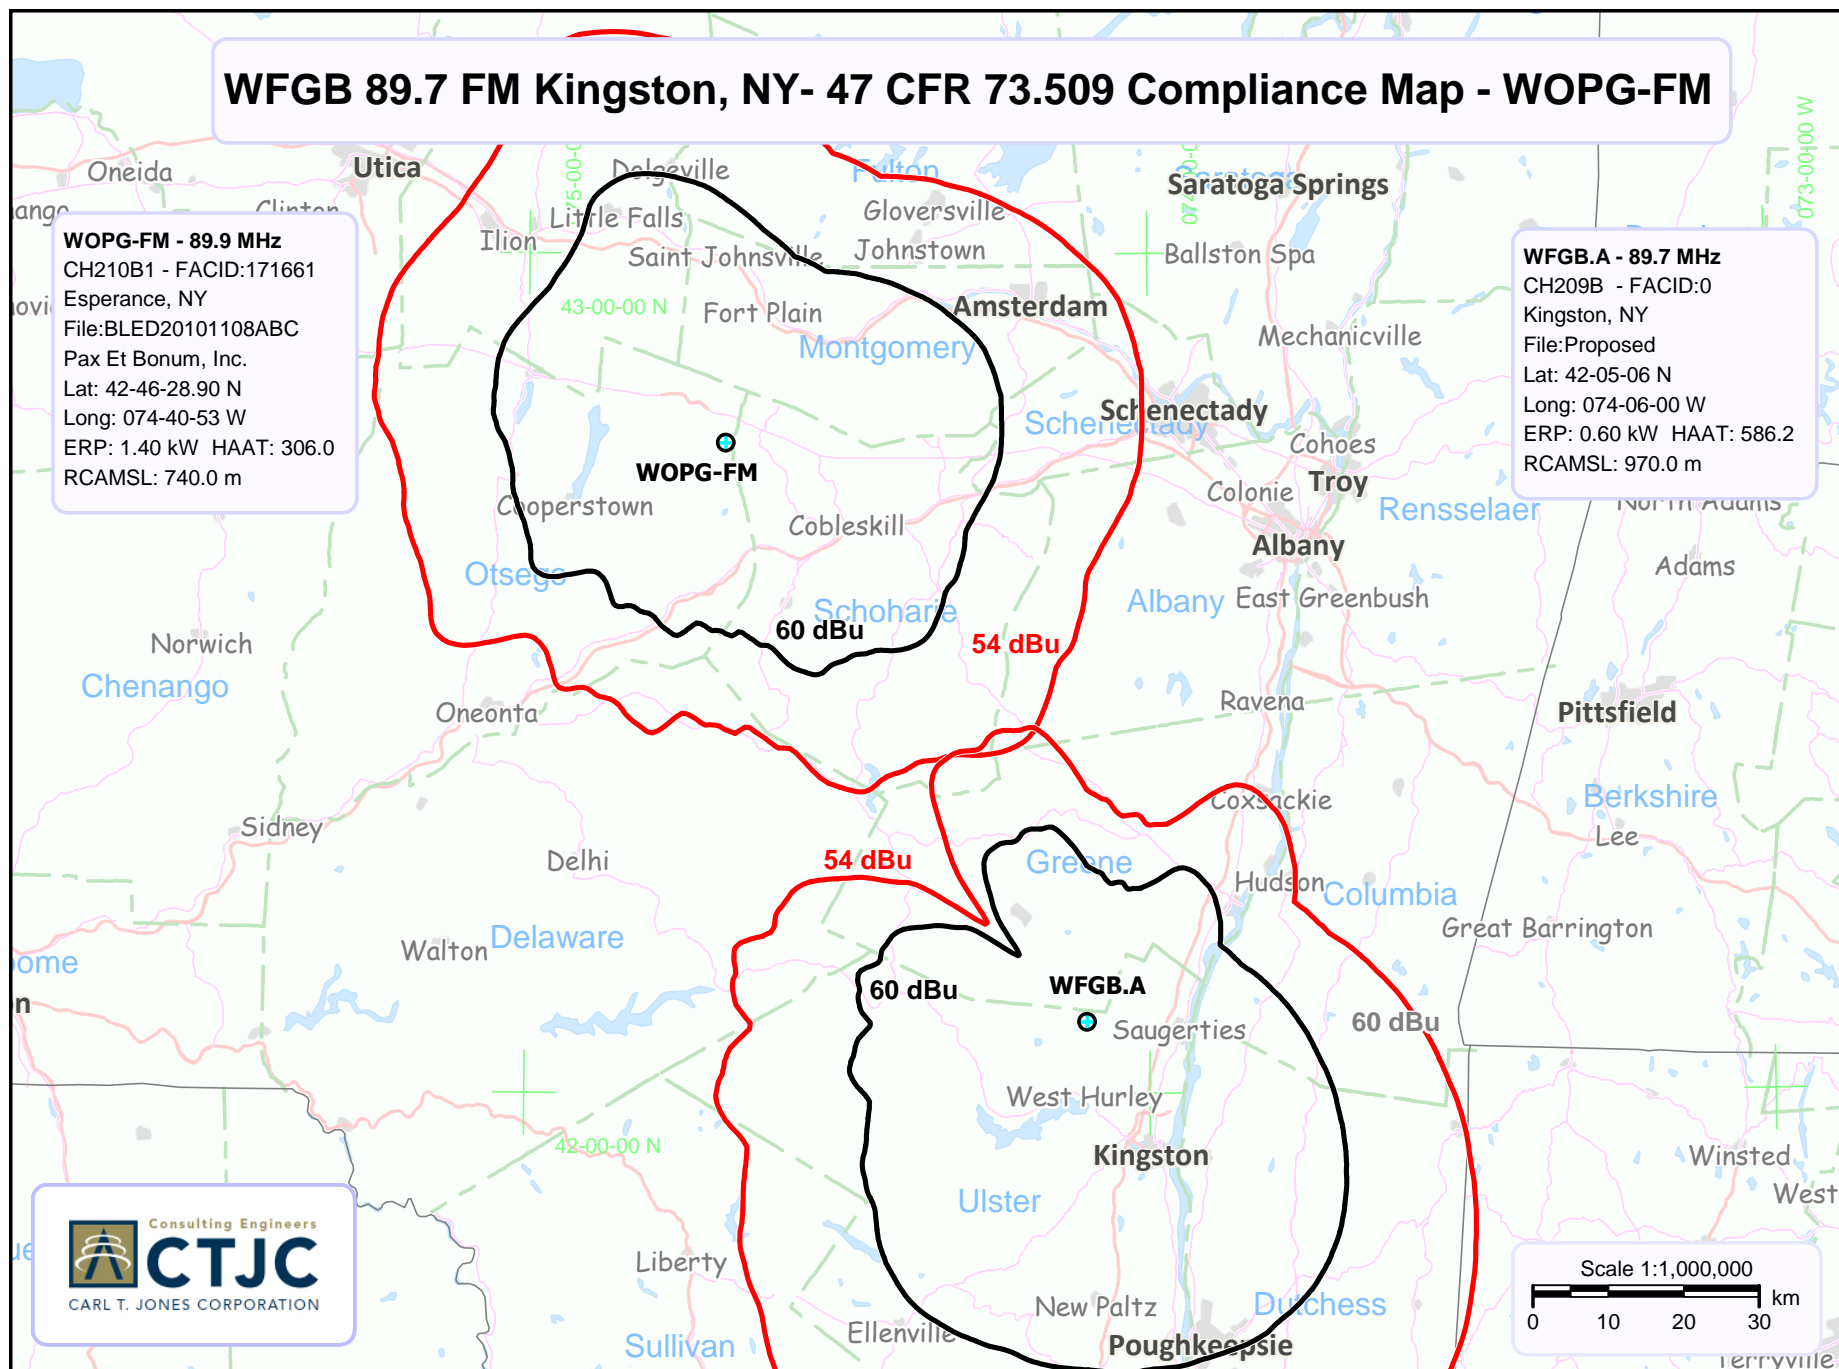 WFGB 89.7 FM Kingston, NY- 47 CFR 73.509 Compliance Map - WOPG-FM
Oneida
Utica
Dolgeville
Fulton
Saratoga Springs
073-00-00 W
Clinton
Little Falls
Gloversville
Ilion
Saint Johnsville
Johnstown
Ballston Spa
WOPG-FM - 89.9 MHz
CH210B1 - FACID:171661
Esperance, NY
File:BLED20101108ABC
Pax Et Bonum, Inc.
Lat: 42-46-28.90 N
Long: 074-40-53 W
ERP: 1.40 kW HAAT: 306.0
RCAMSL: 740.0 m
WFGB.A - 89.7 MHz
CH209B - FACID:0
Kingston, NY
File:Proposed
Lat: 42-05-06 N
Long: 074-06-00 W
ERP: 0.60 kW HAAT: 586.2
RCAMSL: 970.0 m
43-00-00 N
Fort Plain
Amsterdam
Montgomery
Mechanicville
Schenectady
Schenectady
Cohoes
WOPG-FM
Troy
Colonie
Cooperstown
Cobleskill
Rensselaer
North Adams
Albany
Adams
Otsego
Schoharie
Albany
East Greenbush
60 dBu
54 dBu
Norwich
Chenango
Oneonta
Ravena
Pittsfield
Coxsackie
Berkshire
Sidney
Lee
Delhi
54 dBu
Greene
Hudson
Columbia
Walton
Delaware
Great Barrington
60 dBu
WFGB.A
Saugerties
60 dBu
West Hurley
42-00-00 N
Kingston
Winsted
West
Ulster
Consulting Engineers
CTJC
CARL T. JONES CORPORATION
Liberty
New Paltz
Dutchess
Ellenville
Sullivan
Poughkeepsie
Scale 1:1,000,000
km
0 10 20 30
Terryville